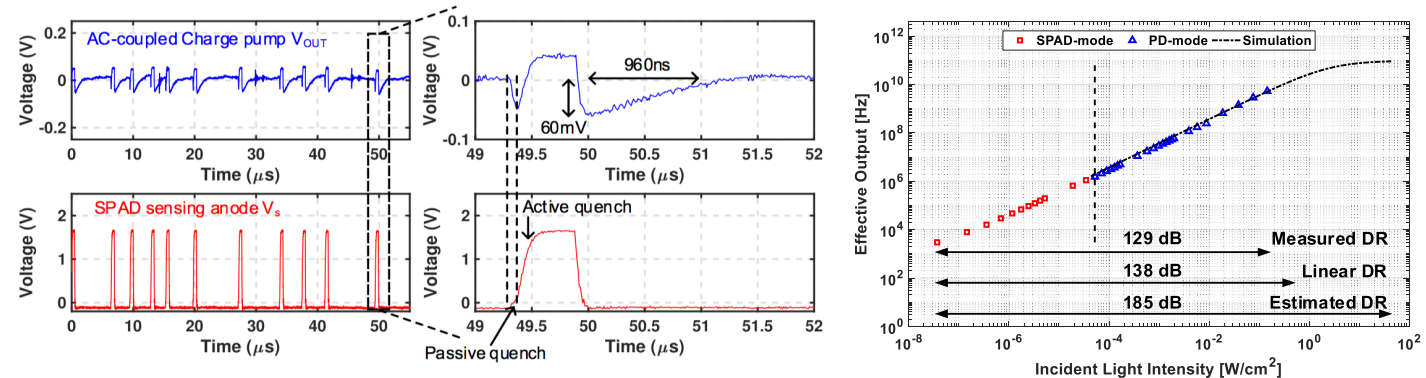 0.2
0
-0.2
Voltage (V)
AC-coupled Charge pump V_OUT
0 10 20 30 40 50
Time (μs)
0.1
0.0
-0.1
Voltage (V)
960ns
60mV
49 49.5 50 50.5 51 51.5 52
Time (μs)
2
1
0
Voltage (V)
SPAD sensing anode V_s
0 10 20 30 40 50
Time (μs)
2
1
0
Voltage (V)
Active quench
49 49.5 50 50.5 51 51.5 52
Time (μs)
Passive quench
10^12
10^10
10^8
10^6
10^4
10^2
10^0
Effective Output [Hz]
SPAD-mode PD-mode Simulation
129 dB Measured DR
138 dB Linear DR
185 dB Estimated DR
10^-8 10^-6 10^-4 10^-2 10^0 10^2
Incident Light Intensity [W/cm^2]